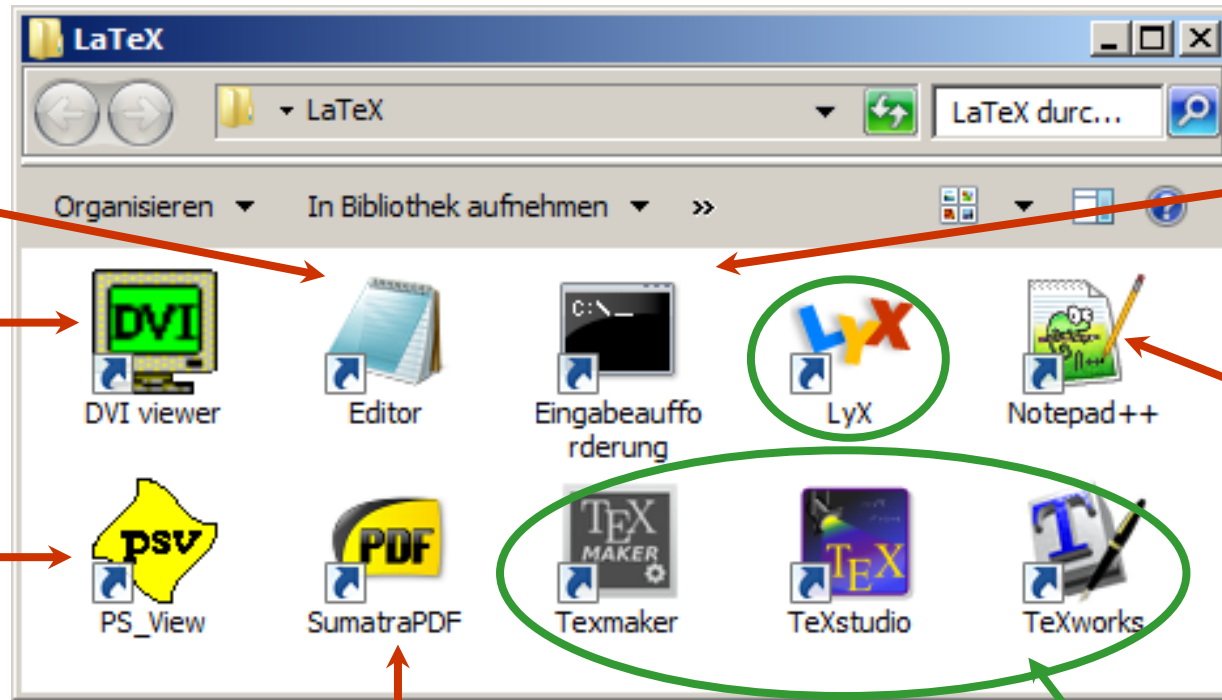 LaTeX
LaTeX
LaTeX durc...
Organisieren
In Bibliothek aufnehmen
»
DVI
C:\_
LyX
DVI viewer
Editor
Eingabeauffo
rderung
LyX
Notepad++
psv
PDF
TEX
MAKER
TEX
T
PS_View
SumatraPDF
Texmaker
TeXstudio
TeXworks